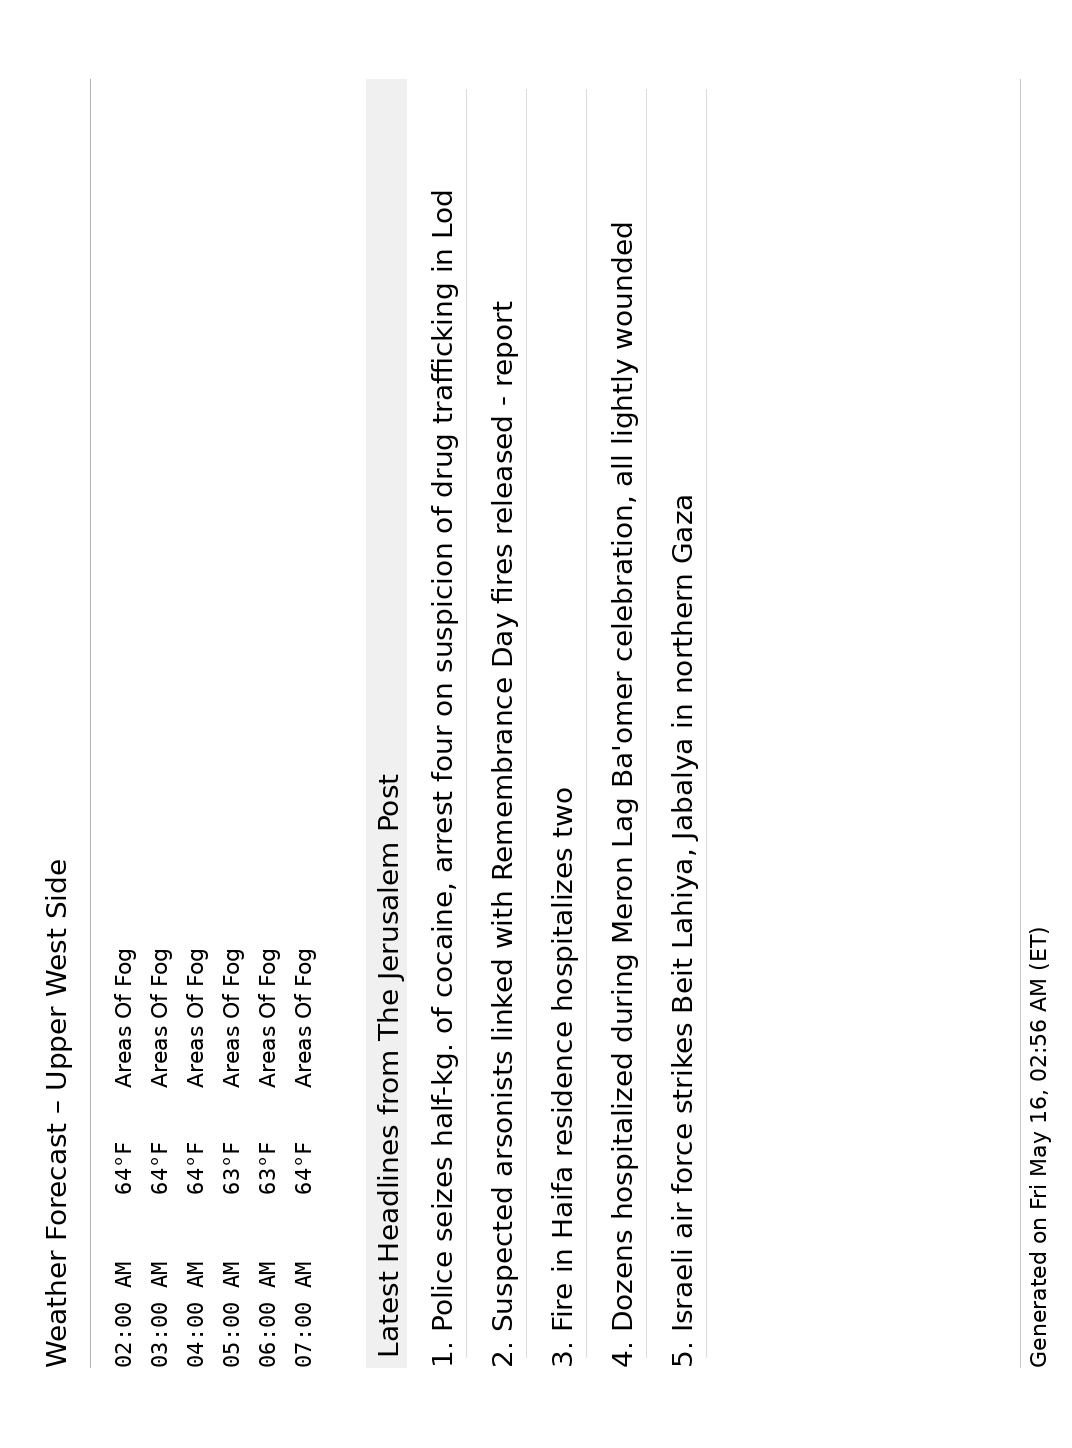 Weather Forecast – Upper West Side
02:00 AM 64°F Areas Of Fog
03:00 AM 64°F Areas Of Fog
04:00 AM 64°F Areas Of Fog
05:00 AM 63°F Areas Of Fog
06:00 AM 63°F Areas Of Fog
07:00 AM 64°F Areas Of Fog
Latest Headlines from The Jerusalem Post
1. Police seizes half-kg. of cocaine, arrest four on suspicion of drug trafficking in Lod
2. Suspected arsonists linked with Remembrance Day fires released - report
3. Fire in Haifa residence hospitalizes two
4. Dozens hospitalized during Meron Lag Ba'omer celebration, all lightly wounded
5. Israeli air force strikes Beit Lahiya, Jabalya in northern Gaza
Generated on Fri May 16, 02:56 AM (ET)